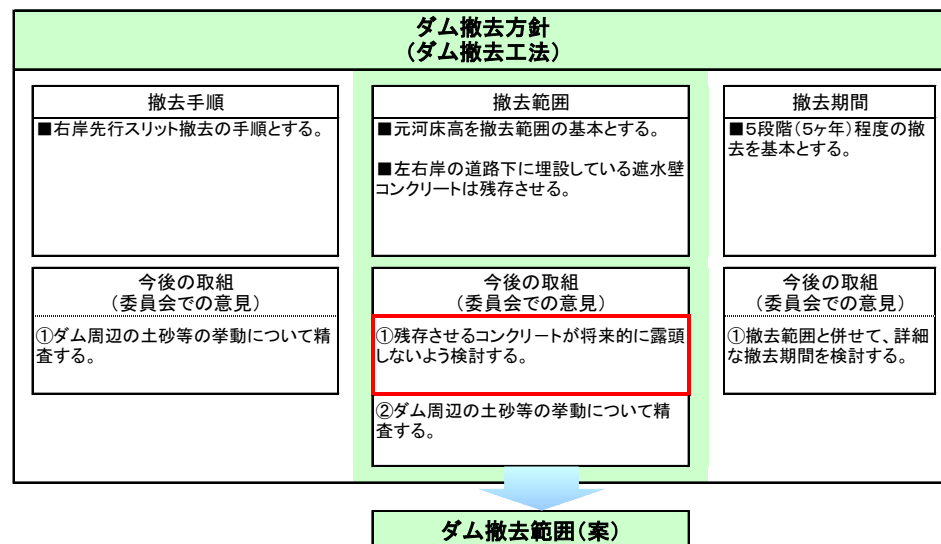 ダム撤去方針
(ダム撤去工法)
撤去手順
■右岸先行スリット撤去の手順とする。
今後の取組
(委員会での意見)
①ダム周辺の土砂等の挙動について精
査する。
撤去範囲
■元河床高を撤去範囲の基本とする。
■左右岸の道路下に埋設している遮水壁
コンクリートは残存させる。
今後の取組
(委員会での意見)
①残存させるコンクリートが将来的に露頭
しないよう検討する。
②ダム周辺の土砂等の挙動について精
査する。
撤去期間
■5段階(5ヶ年)程度の撤
去を基本とする。
今後の取組
(委員会での意見)
①撤去範囲と併せて、詳細
な撤去期間を検討する。
ダム撤去範囲(案)